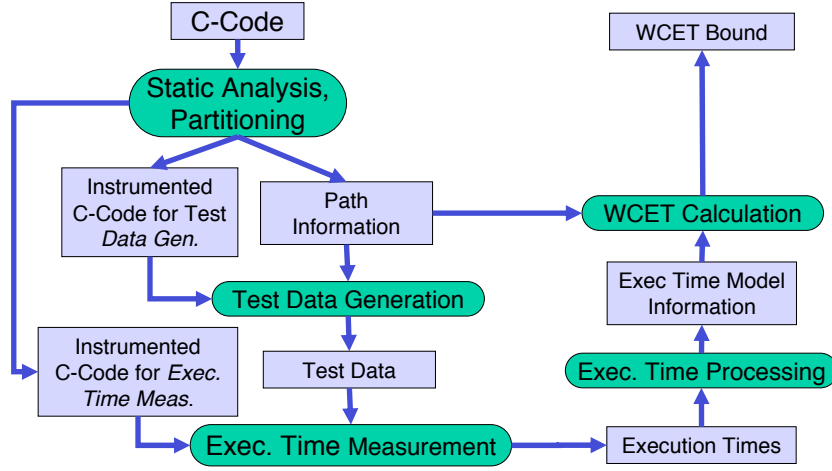 C-Code
WCET Bound
Static Analysis,
Partitioning
Instrumented
C-Code for Test
Data Gen.
Path
Information
WCET Calculation
Test Data Generation
Exec Time Model
Information
Instrumented
C-Code for Exec.
Time Meas.
Test Data
Exec. Time Processing
Exec. Time Measurement
Execution Times